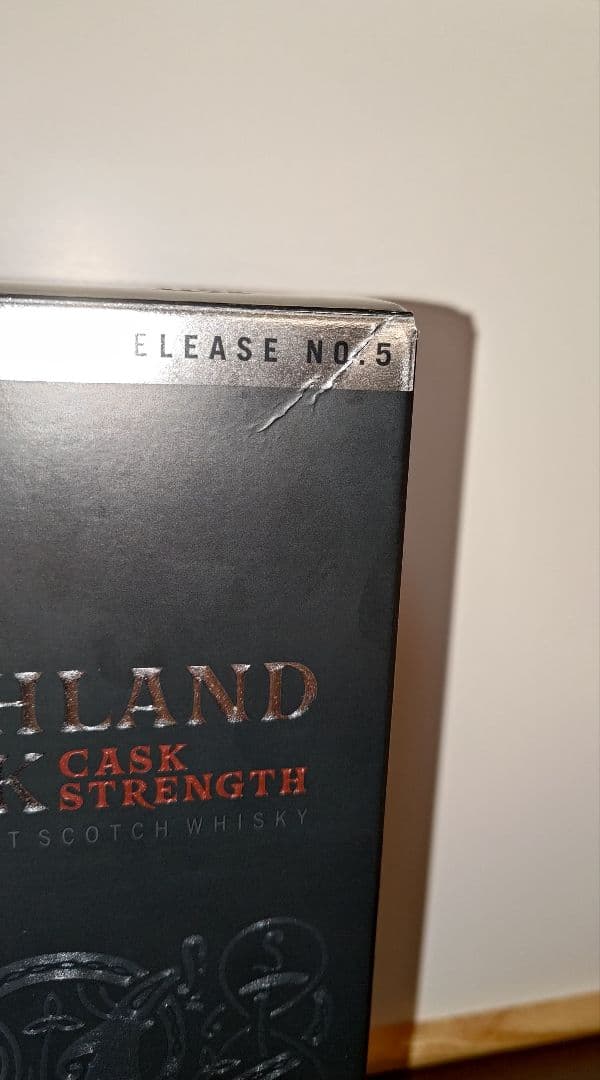 ELEASE NO.5
HLAND
K CASK
STRENGTH
T SCOTCH WHISKY